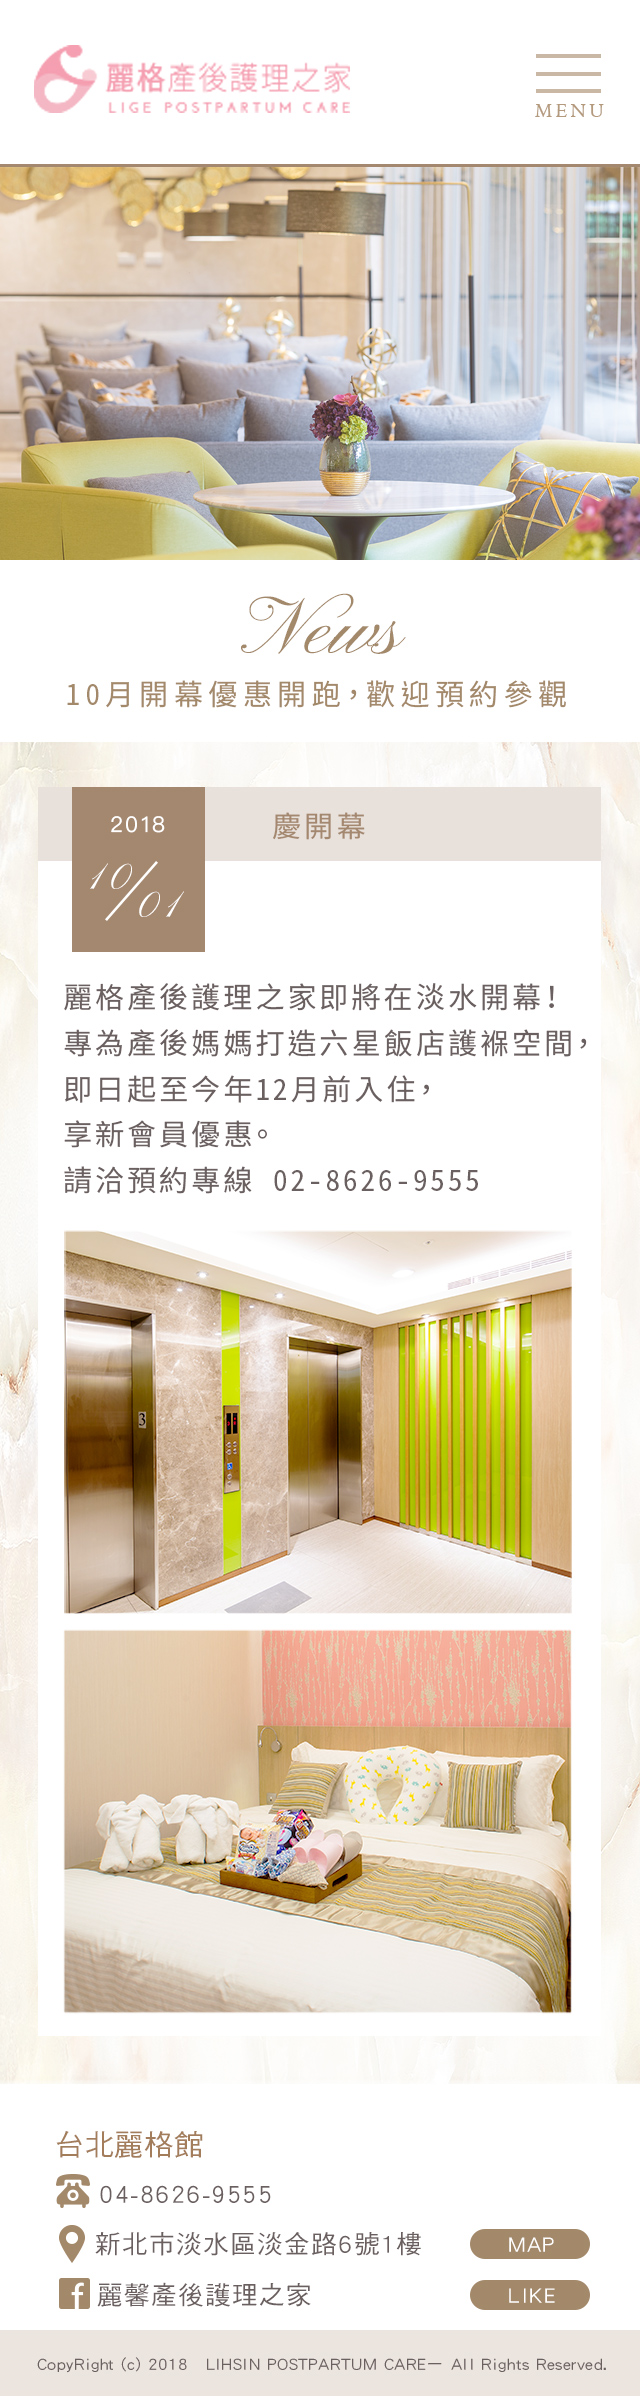 麗格產後護理之家
LIGE POSTPARTUM CARE
MENU
News
10月開幕優惠開跑，歡迎預約參觀
2018
10/01
慶開幕
麗格產後護理之家即將在淡水開幕！
專為產後媽媽打造六星飯店護褓空間，
即日起至今年12月前入住，
享新會員優惠。
請洽預約專線 02-8626-9555
3
台北麗格館
04-8626-9555
新北市淡水區淡金路6號1樓
MAP
麗馨產後護理之家
LIKE
CopyRight (c) 2018 LIHSIN POSTPARTUM CARE一 All Rights Reserved.